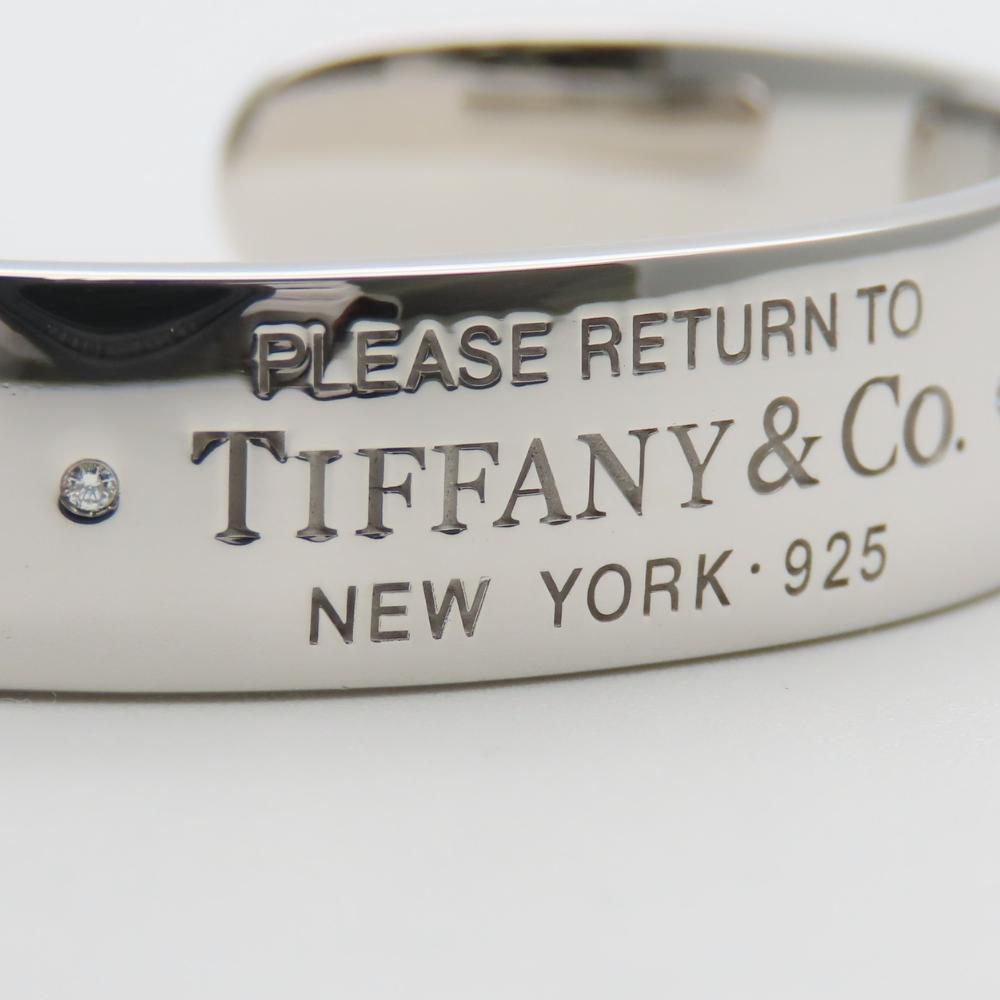 PLEASE RETURN TO
TIFFANY & CO.
NEW YORK · 925